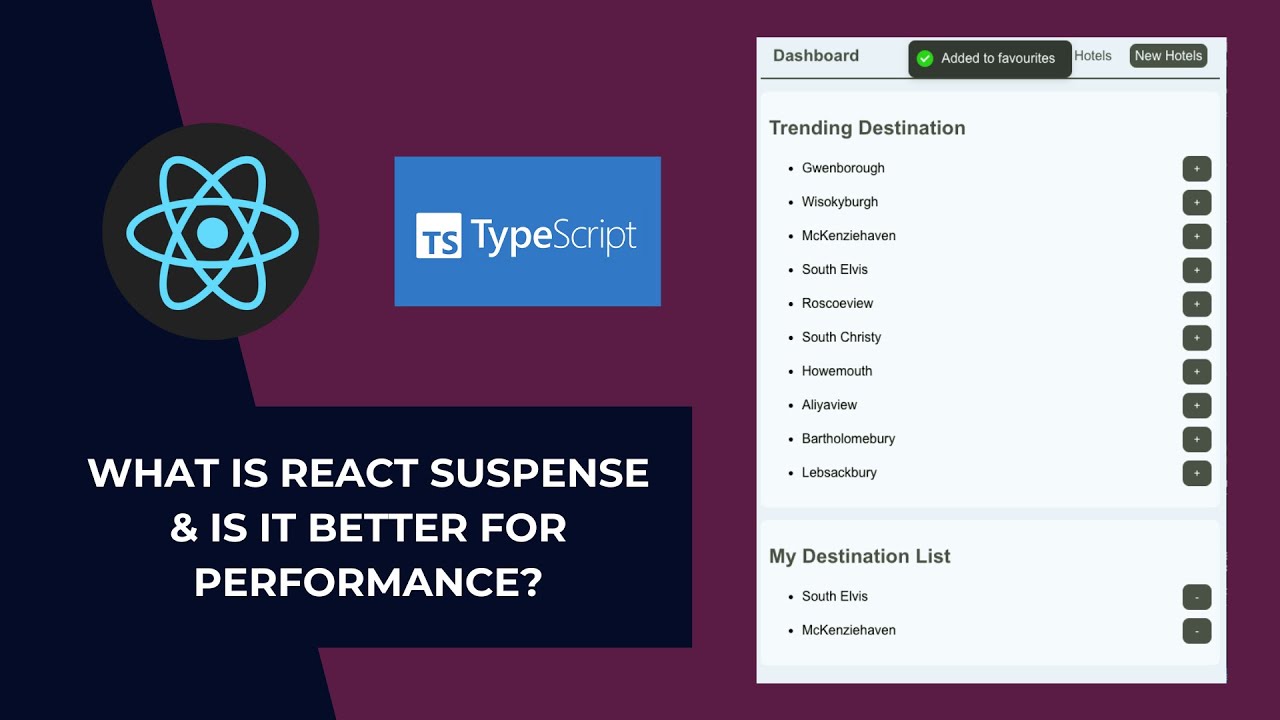 TS TypeScript
WHAT IS REACT SUSPENSE
& IS IT BETTER FOR
PERFORMANCE?
Dashboard
Added to favourites
Hotels
New Hotels
Trending Destination
Gwenborough
+
Wisokyburgh
+
McKenziehaven
+
South Elvis
+
Roscoeview
+
South Christy
+
Howemouth
+
Aliyaview
+
Bartholomebury
+
Lebsackbury
+
My Destination List
South Elvis
-
McKenziehaven
-